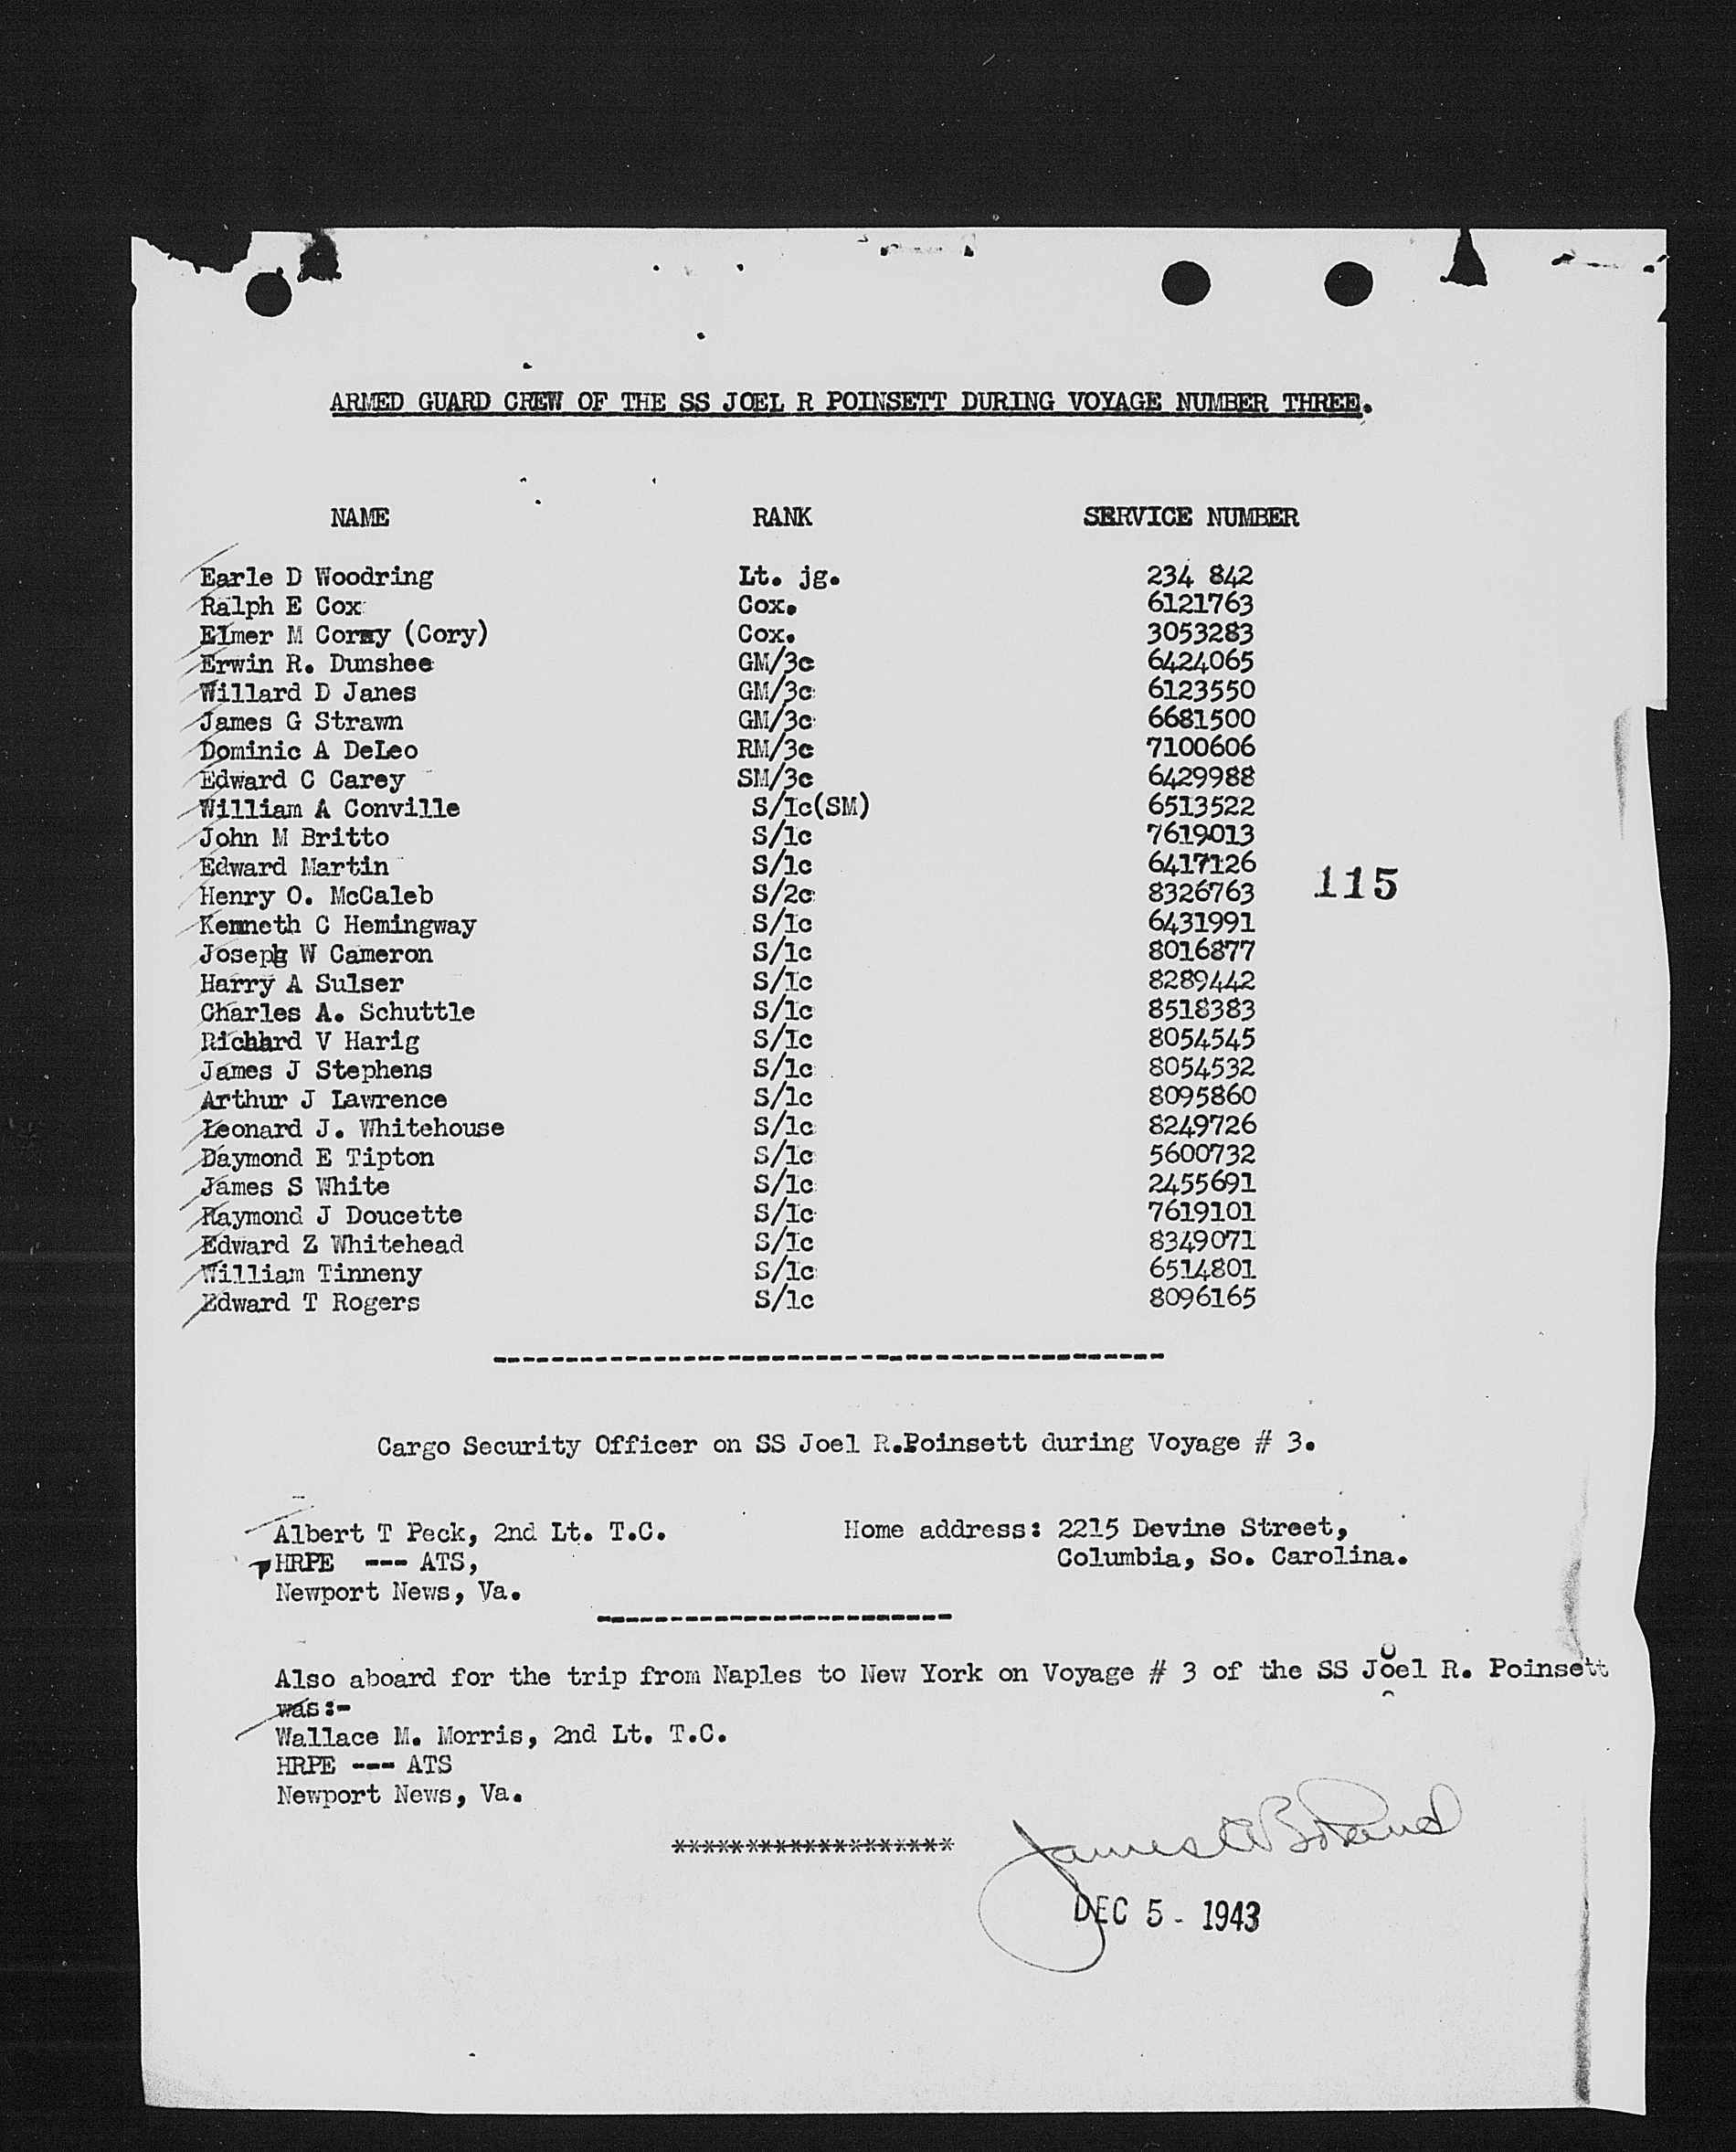 ARMED GUARD CREW OF THE SS JOEL R POINSETT DURING VOYAGE NUMBER THREE.
NAME RANK SERVICE NUMBER
Earle D Woodring Lt. jg. 234 842
Ralph E Cox Cox. 6121763
Elmer M Corey (Cory) Cox. 3053283
Erwin R. Dunshee GM/3c 6424065
Willard D Janes GM/3c 6123550
James G Strawn GM/3c 6681500
Dominic A DeLeo RM/3c 7100606
Edward C Carey SM/3c 6429988
William A Conville S/1c(SM) 6513522
John M Britto S/1c 7619013
Edward Martin S/1c 6417126
Henry O. McCaleb S/2c 8326763 115
Kenneth C Hemingway S/1c 6431991
Joseph W Cameron S/1c 8016877
Harry A Sulser S/1c 8289442
Charles A. Schuttle S/1c 8518383
Richard V Harig S/1c 8054545
James J Stephens S/1c 8054532
Arthur J Lawrence S/1c 8095860
Leonard J. Whitehouse S/1c 8249726
Daymond E Tipton S/1c 5600732
James S White S/1c 2455691
Raymond J Doucette S/1c 7619101
Edward Z Whitehead S/1c 8349071
William Tinneny S/1c 6514801
Edward T Rogers S/1c 8096165
----------------------------------------------
Cargo Security Officer on SS Joel R.Poinsett during Voyage # 3.
Albert T Peck, 2nd Lt. T.C. Home address: 2215 Devine Street,
HRPE --- ATS, Columbia, So. Carolina.
Newport News, Va.
------------------------
Also aboard for the trip from Naples to New York on Voyage # 3 of the SS Joel R. Poinsett
was:-
Wallace M. Morris, 2nd Lt. T.C.
HRPE --- ATS
Newport News, Va.
********************
James A Boland
DEC 5 - 1943